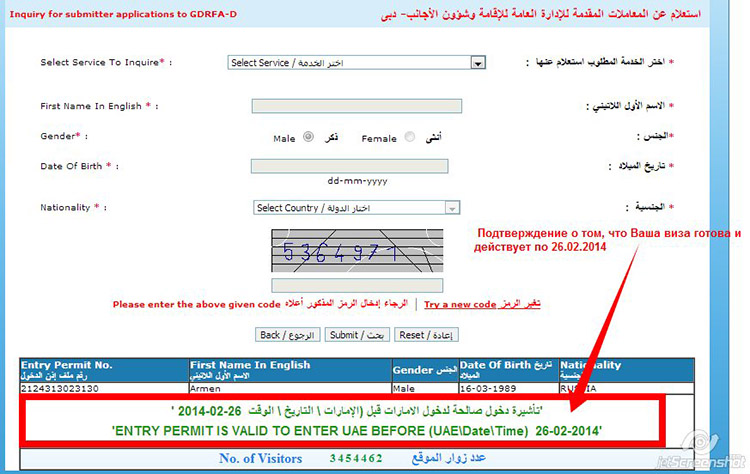 Inquiry for submitter applications to GDRFA-D
استعلام عن المعاملات المقدمة للإدارة العامة للإقامة وشؤون الأجانب- دبى
Select Service To Inquire* :
Select Service / اختر الخدمة
* اختر الخدمة المطلوب استعلام عنها :
First Name In English * :
* الاسم الأول اللاتيني :
Gender* :
Male ذكر Female أنثى
*الجنس :
Date Of Birth * :
* تاريخ الميلاد :
dd-mm-yyyy
Nationality * :
Select Country / اختار الدولة
* الجنسية :
5364971
Подтверждение о том, что Ваша виза готова и
действует по 26.02.2014
Please enter the above given code الرجاء إدخال الرمز المذكور أعلاه | Try a new code تغير الرمز
Back / الرجوع Submit / بحث Reset / إعادة
Entry Permit No. First Name In English Gender الجنس Date Of Birth تاريخ Nationality
رقم ملف إذن الدخول الاسم الأول اللاتيني الميلاد الجنسية
2124313023130 Armen Male 16-03-1989
'تأشيرة دخول صالحة لدخول الامارات قبل (الإمارات \ التاريخ \ الوقت 26-02-2014 '
'ENTRY PERMIT IS VALID TO ENTER UAE BEFORE (UAE\Date\Time) 26-02-2014'
No. of Visitors 3454462 عدد زوار الموقع
jetScreenshot